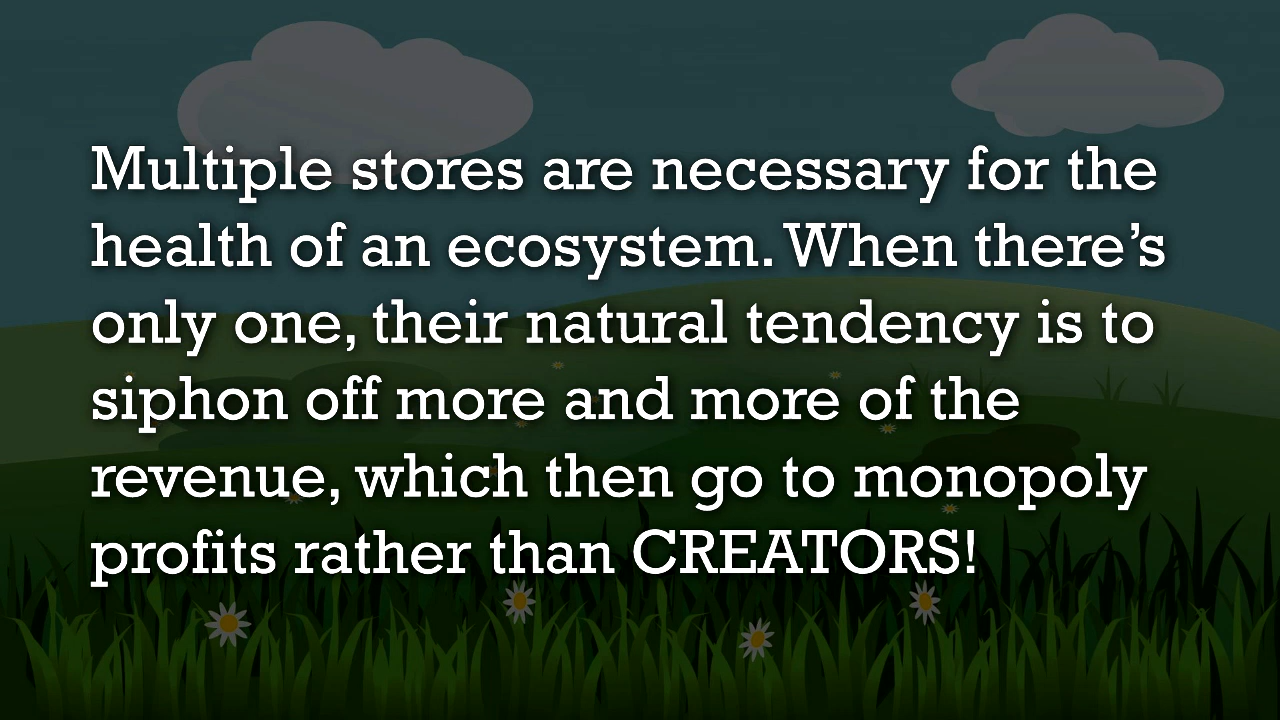 Multiple stores are necessary for the
health of an ecosystem. When there’s
only one, their natural tendency is to
siphon off more and more of the
revenue, which then go to monopoly
profits rather than CREATORS!